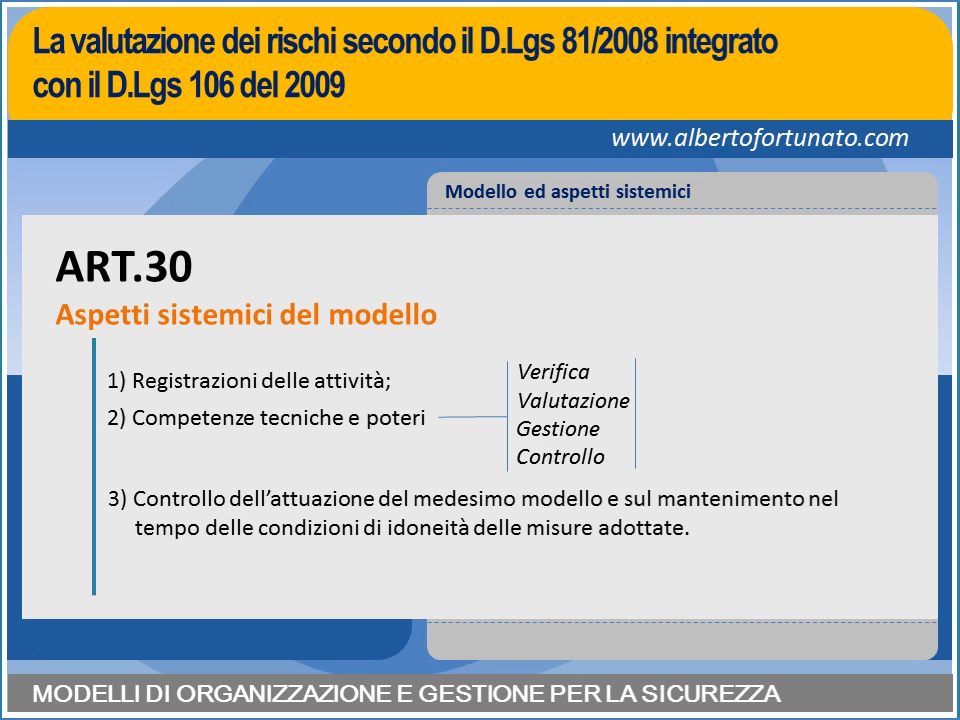 La valutazione dei rischi secondo il D.Lgs 81/2008 integrato
con il D.Lgs 106 del 2009
www.albertofortunato.com
Modello ed aspetti sistemici
ART.30
Aspetti sistemici del modello
1) Registrazioni delle attività;
2) Competenze tecniche e poteri
Verifica
Valutazione
Gestione
Controllo
3) Controllo dell’attuazione del medesimo modello e sul mantenimento nel
tempo delle condizioni di idoneità delle misure adottate.
MODELLI DI ORGANIZZAZIONE E GESTIONE PER LA SICUREZZA